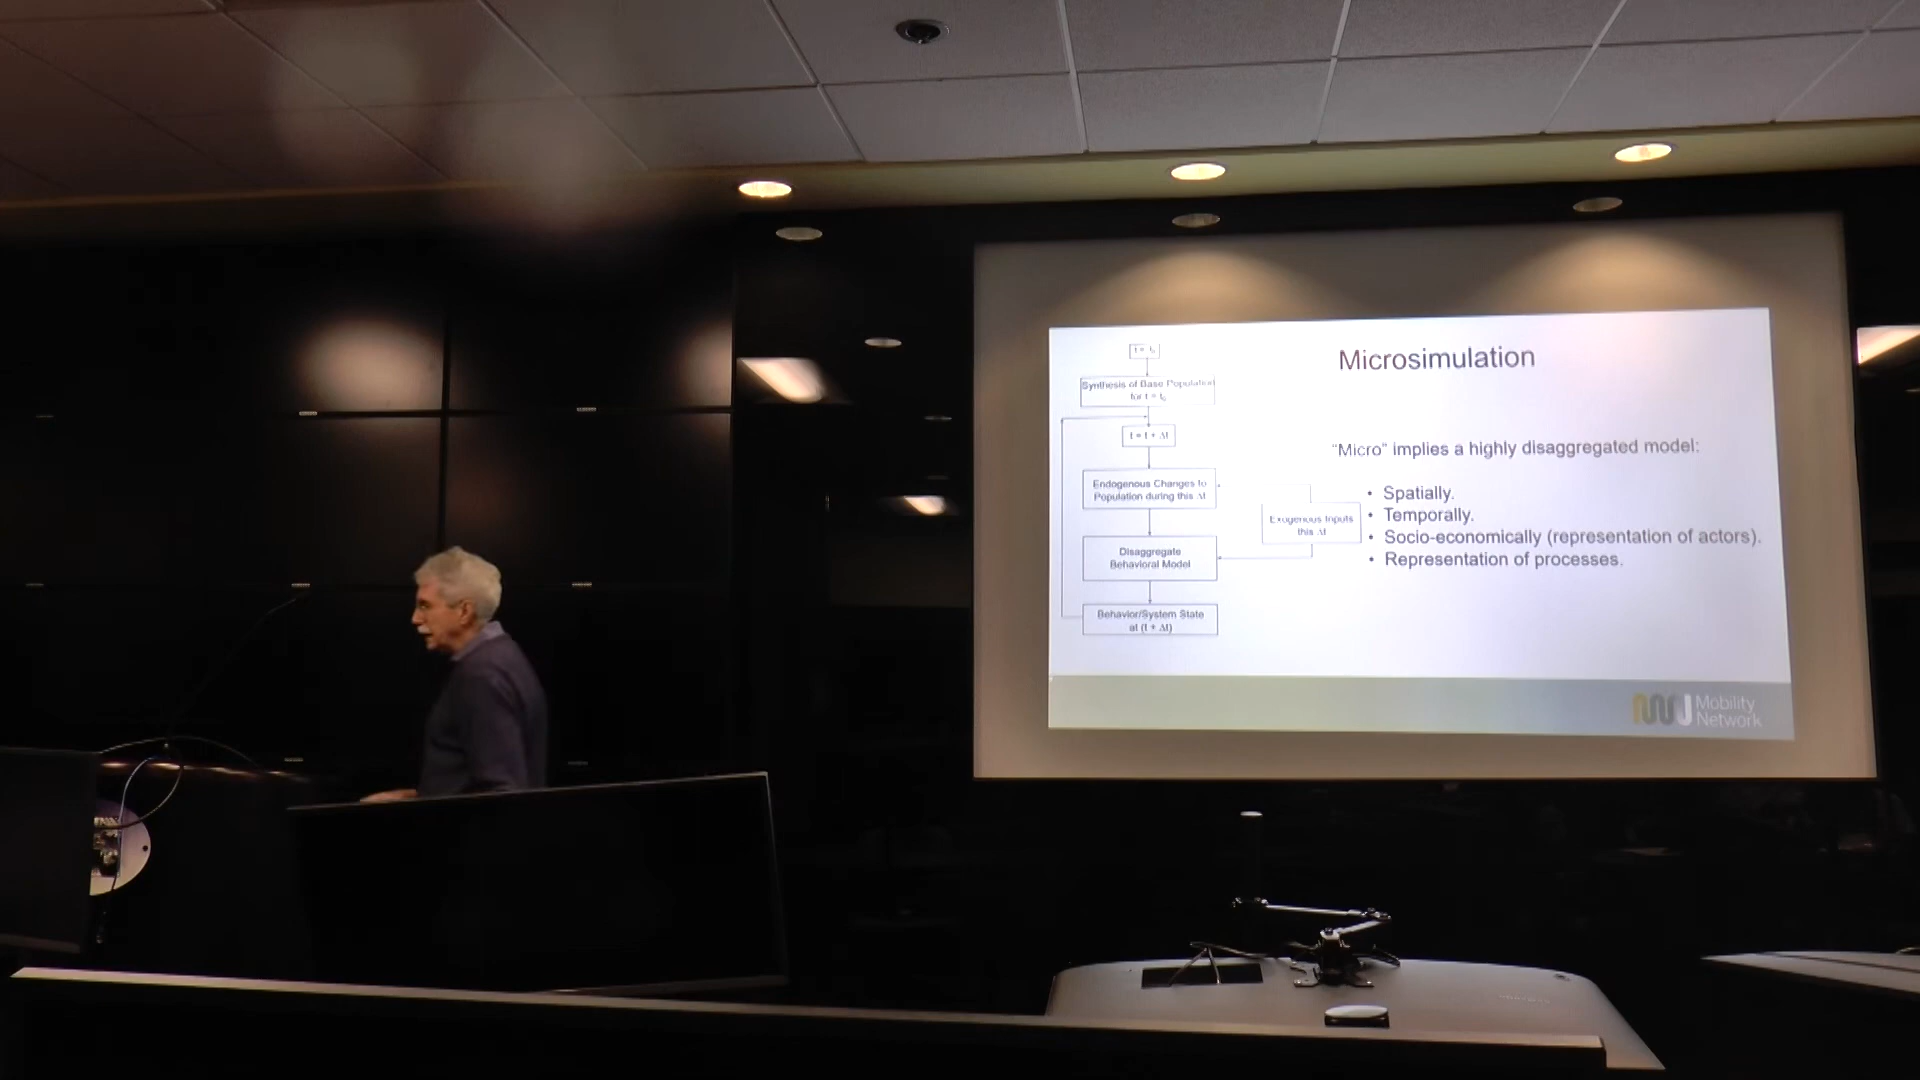 Microsimulation
t = t₀
Synthesis of Base Population
for t = t₀
t = t + Δt
Endogenous Changes to
Population during this Δt
Exogenous Inputs
this Δt
Disaggregate
Behavioral Model
Behavior/System State
at (t + Δt)
"Micro" implies a highly disaggregated model:
• Spatially.
• Temporally.
• Socio-economically (representation of actors).
• Representation of processes.
Mobility
Network